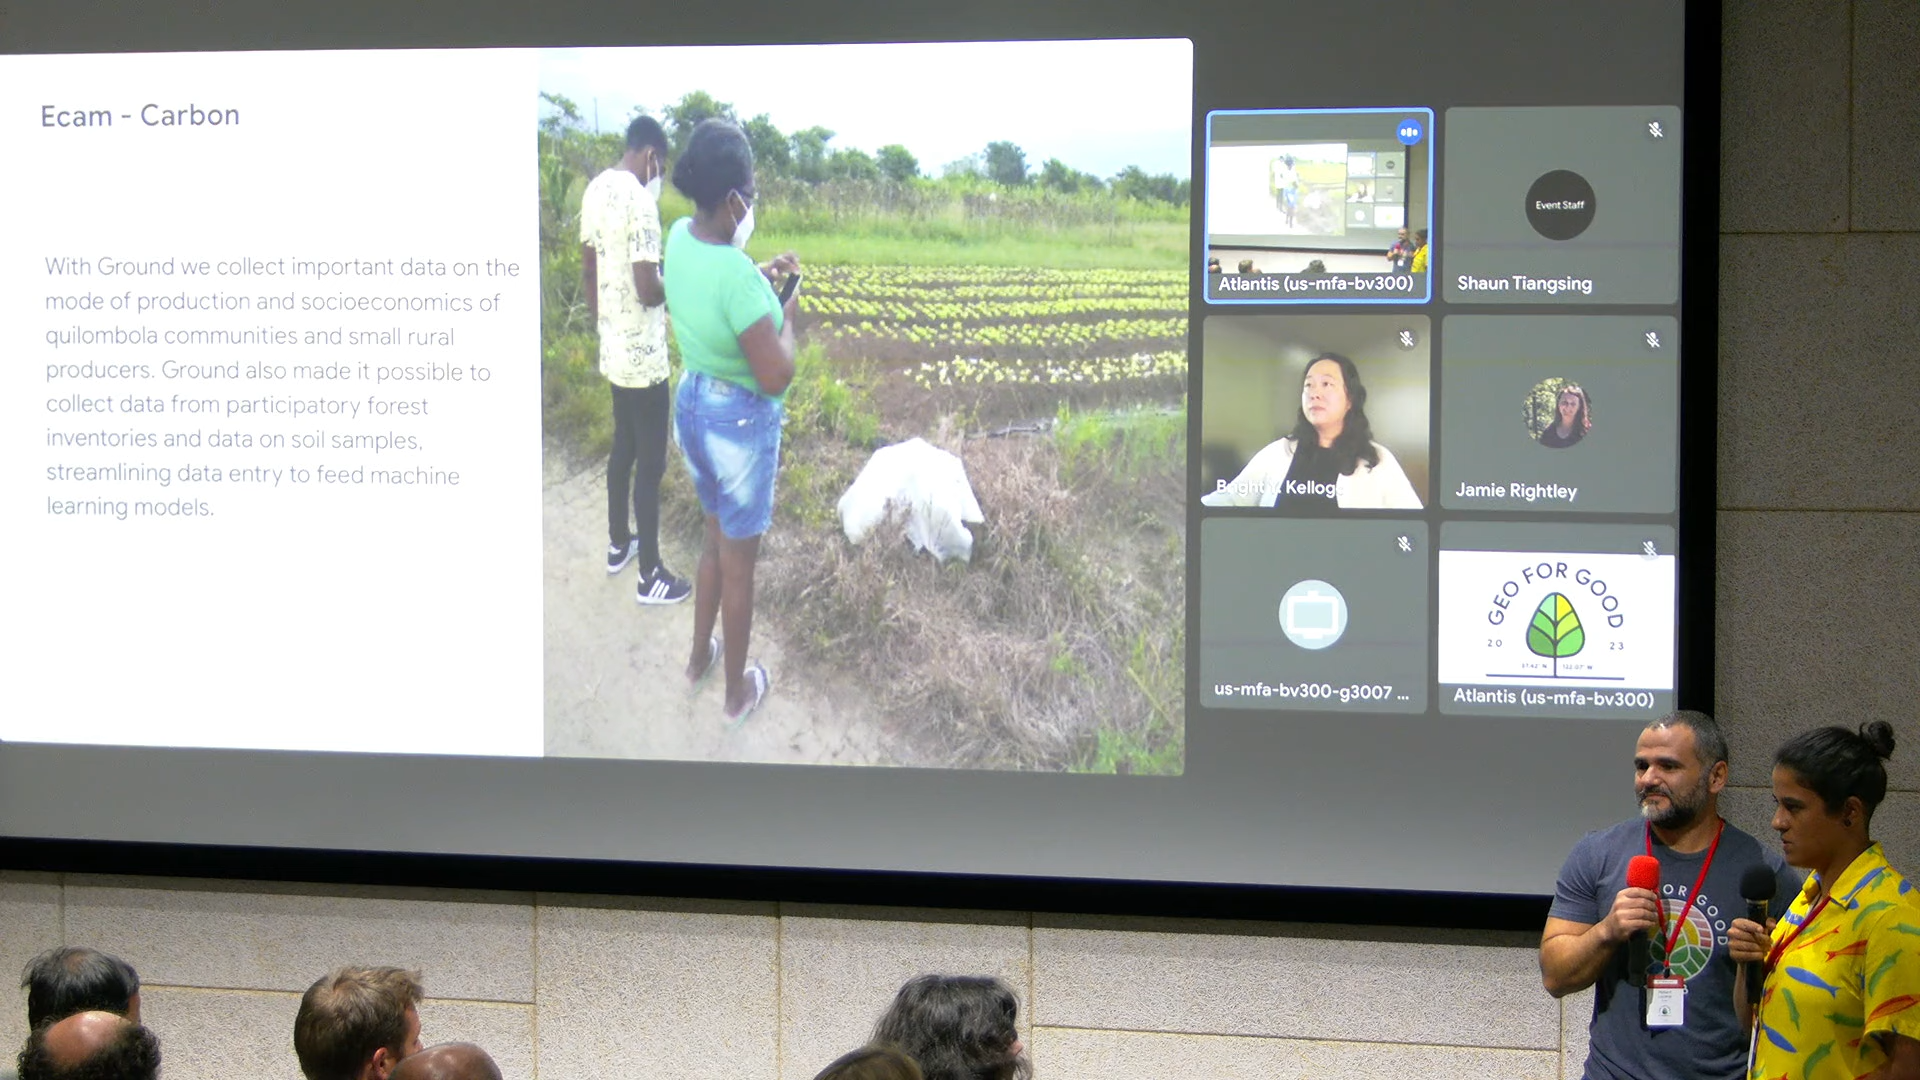 Ecam - Carbon
With Ground we collect important data on the
mode of production and socioeconomics of
quilombola communities and small rural
producers. Ground also made it possible to
collect data from participatory forest
inventories and data on soil samples,
streamlining data entry to feed machine
learning models.
Atlantis (us-mfa-bv300)
Event Staff
Shaun Tiangsing
Kellogg
Jamie Rightley
us-mfa-bv300-g3007 ...
GEO FOR GOOD
20 23
Atlantis (us-mfa-bv300)
FOR GOOD